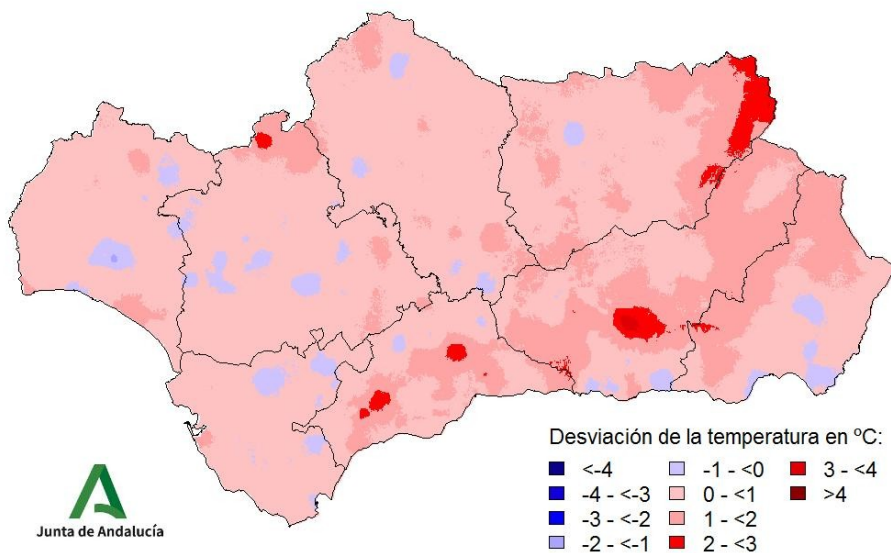 Desviación de la temperatura en ºC:
<-4
-4 - <-3
-3 - <-2
-2 - <-1
-1 - <0
0 - <1
1 - <2
2 - <3
3 - <4
>4
Junta de Andalucía